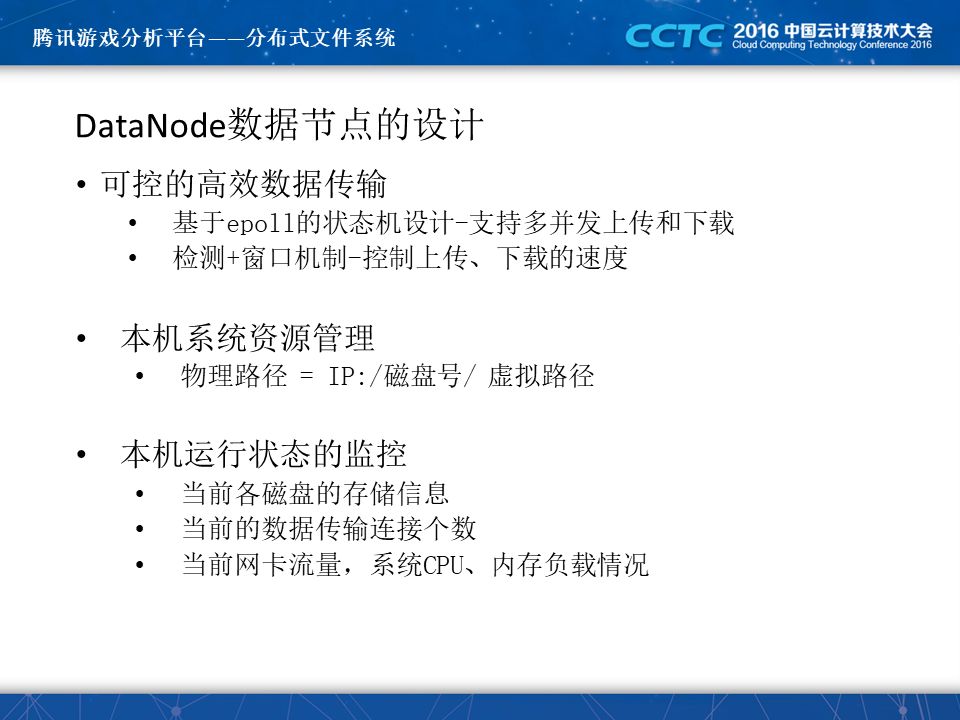 腾讯游戏分析平台——分布式文件系统
CCTC 2016 中国云计算技术大会
Cloud Computing Technology Conference 2016
DataNode数据节点的设计
• 可控的高效数据传输
• 基于epoll的状态机设计-支持多并发上传和下载
• 检测+窗口机制-控制上传、下载的速度
• 本机系统资源管理
• 物理路径 = IP:/磁盘号/ 虚拟路径
• 本机运行状态的监控
• 当前各磁盘的存储信息
• 当前的数据传输连接个数
• 当前网卡流量，系统CPU、内存负载情况